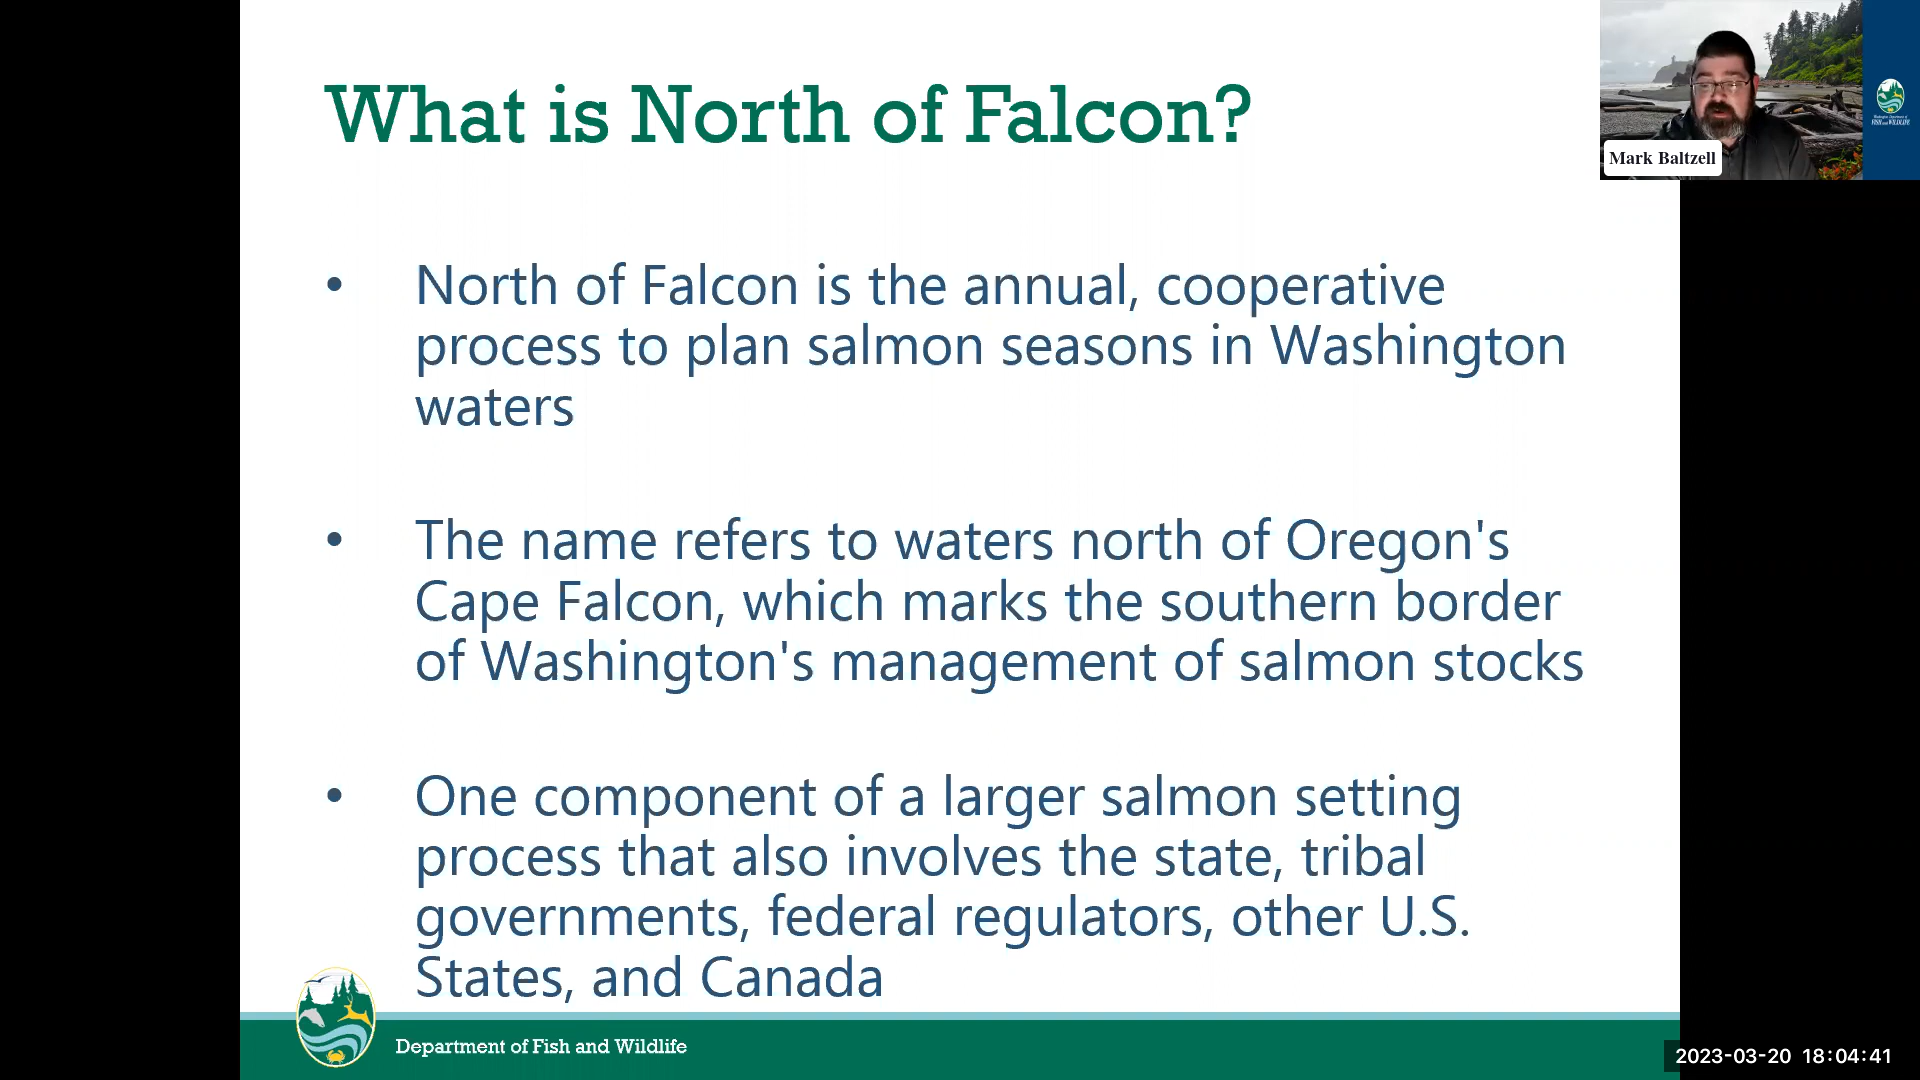 What is North of Falcon?
Mark Baltzell
• North of Falcon is the annual, cooperative
process to plan salmon seasons in Washington
waters
• The name refers to waters north of Oregon's
Cape Falcon, which marks the southern border
of Washington's management of salmon stocks
• One component of a larger salmon setting
process that also involves the state, tribal
governments, federal regulators, other U.S.
States, and Canada
Department of Fish and Wildlife
2023-03-20 18:04:41